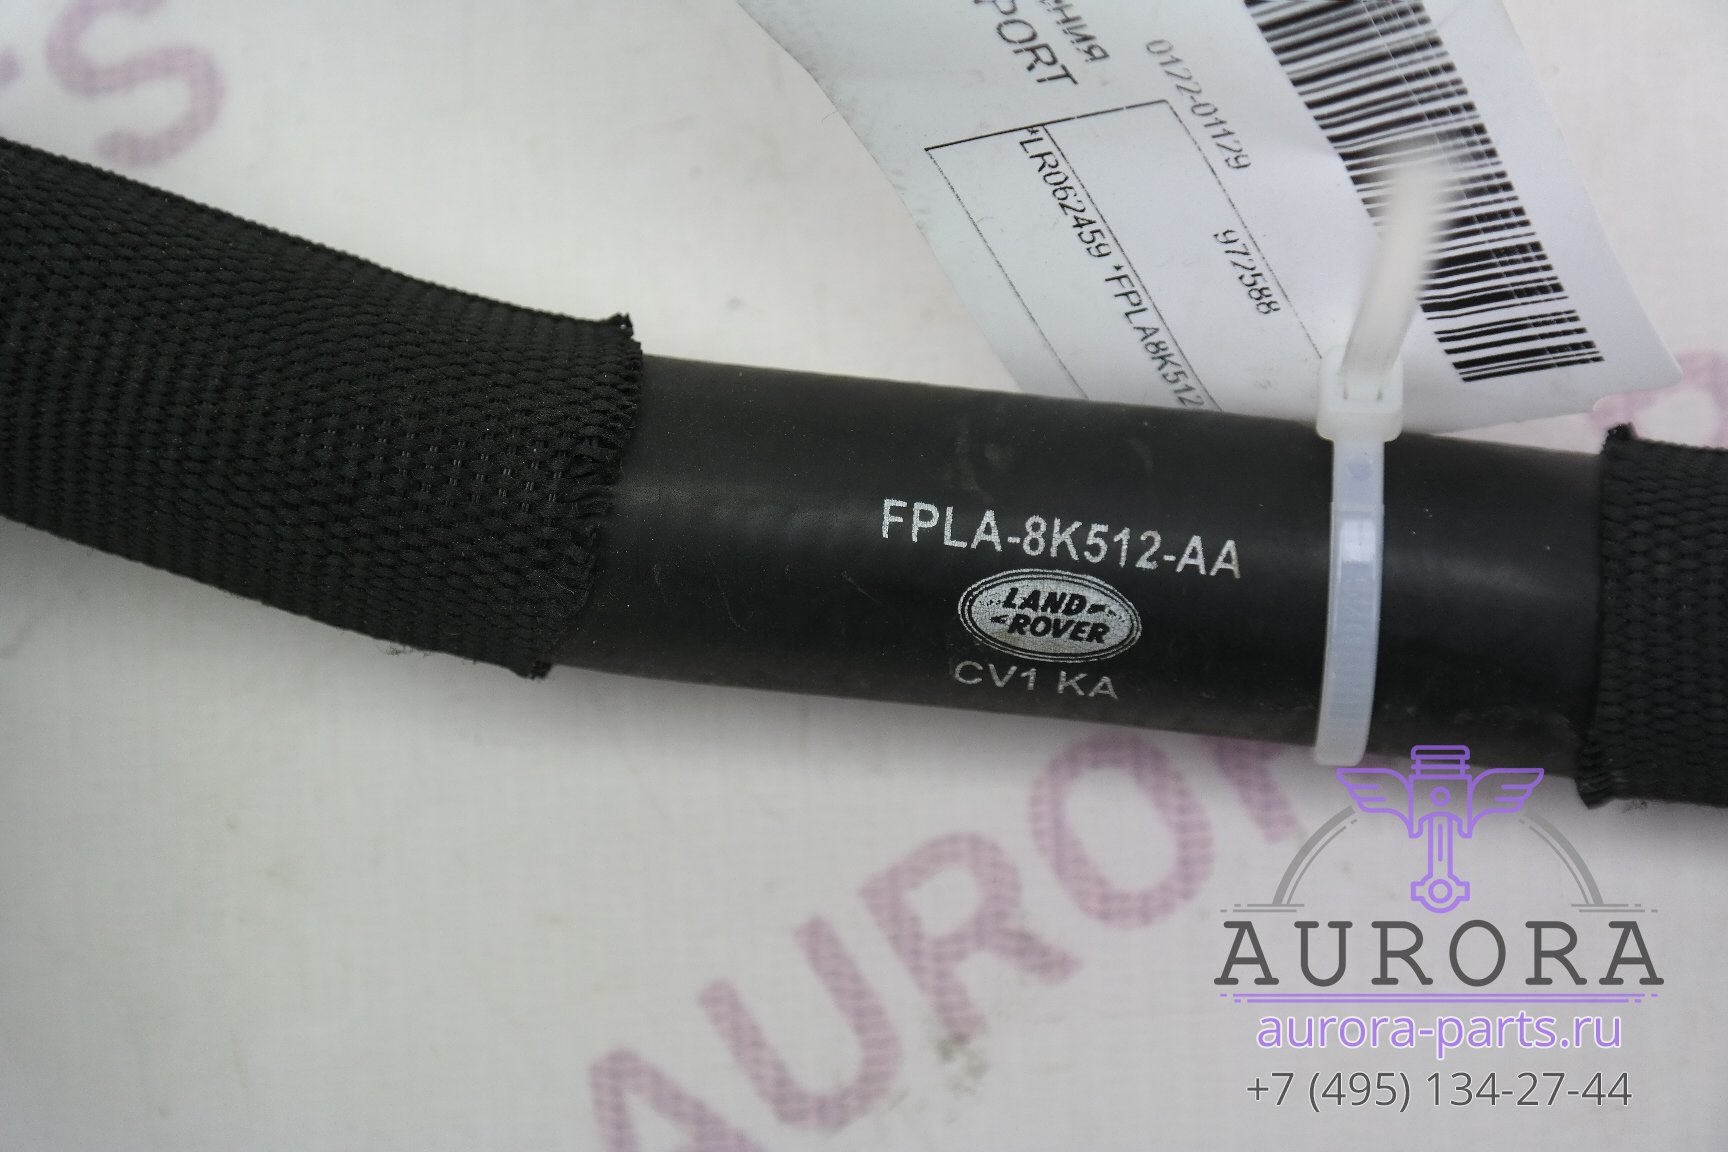 PORT
0122-01129
972588
*LR062459 *FPLA8K512
FPLA-8K512-AA
LAND
ROVER
CV1 KA
AURORA
AURORA
aurora-parts.ru
+7 (495) 134-27-44